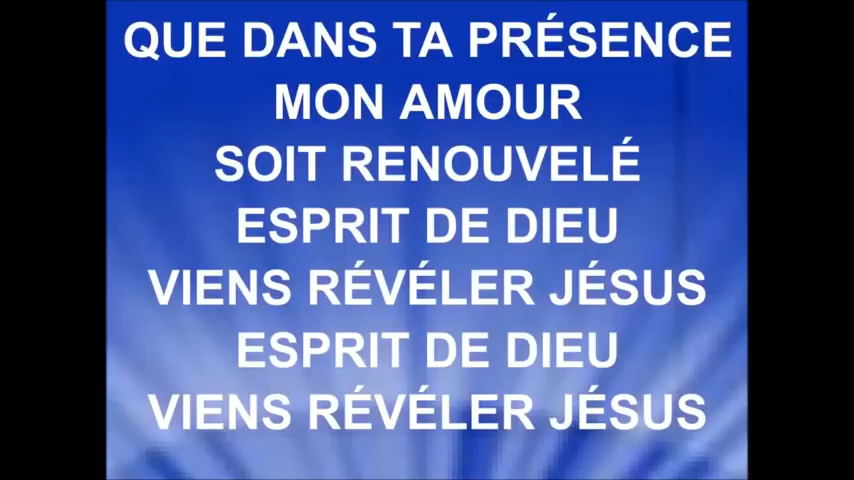 QUE DANS TA PRÉSENCE
MON AMOUR
SOIT RENOUVELÉ
ESPRIT DE DIEU
VIENS RÉVÉLER JÉSUS
ESPRIT DE DIEU
VIENS RÉVÉLER JÉSUS